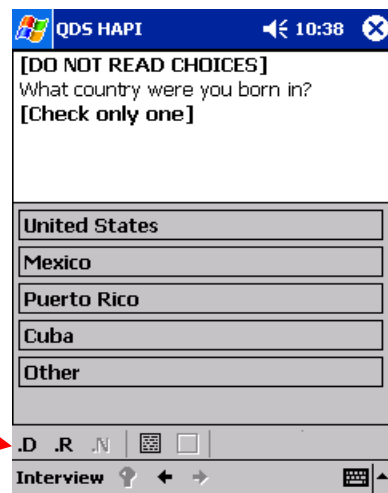 QDS HAPI 10:38
[DO NOT READ CHOICES]
What country were you born in?
[Check only one]
United States
Mexico
Puerto Rico
Cuba
Other
.D .R .N
Interview